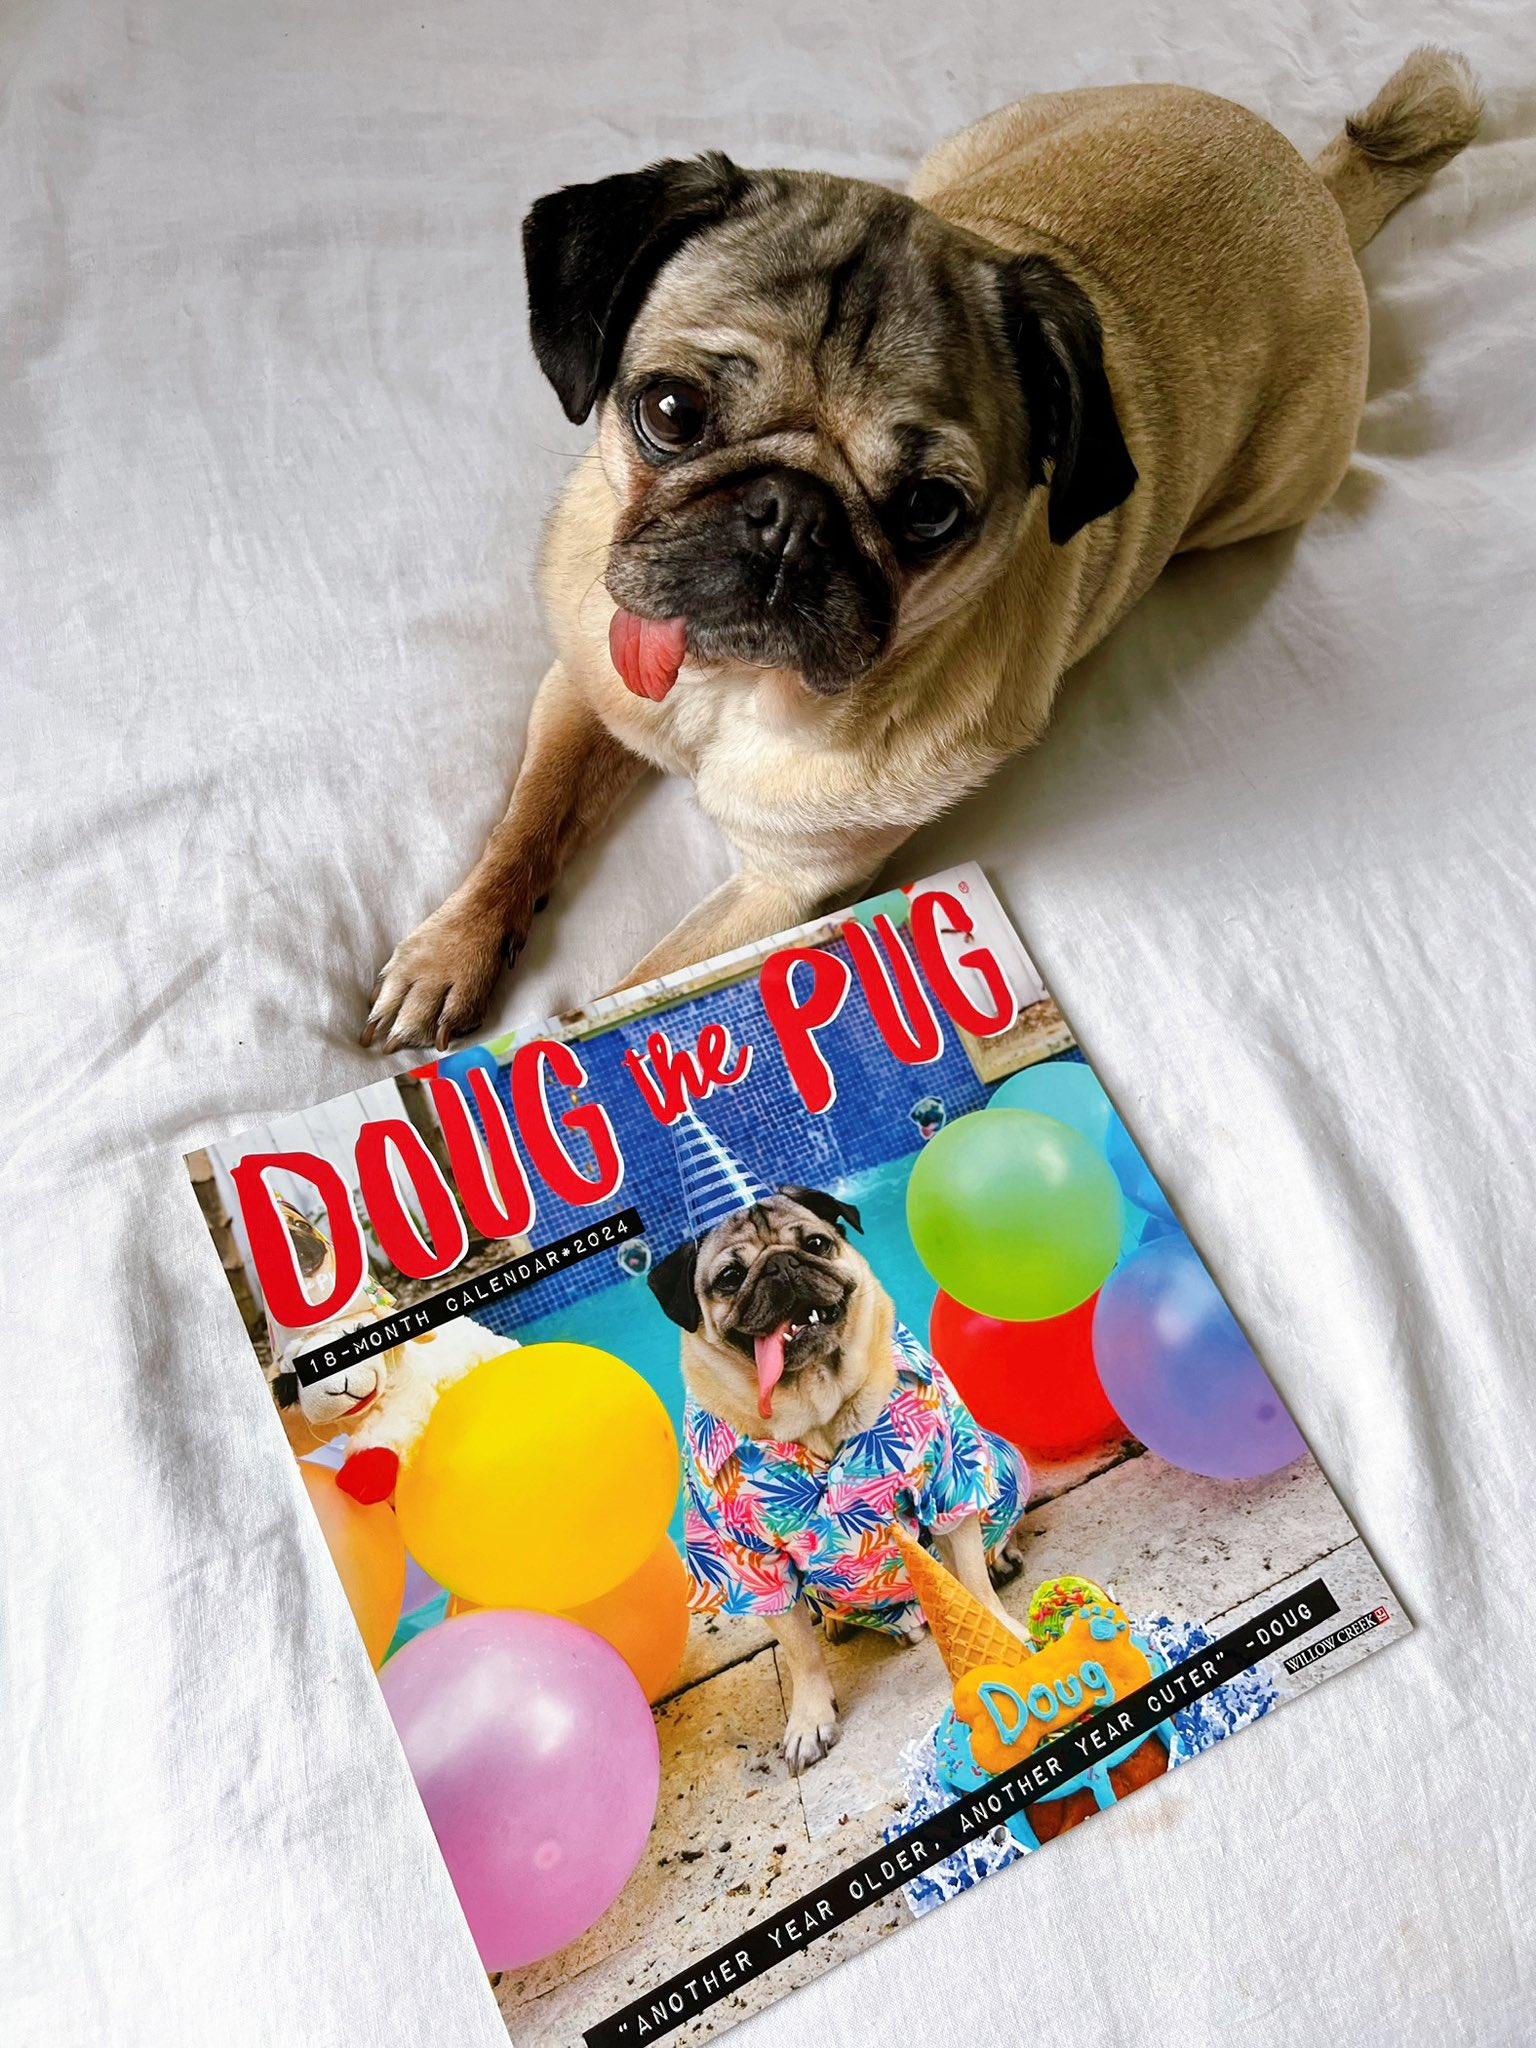 DOUG the PUG®
18-MONTH CALENDAR*2024
Doug
"ANOTHER YEAR OLDER, ANOTHER YEAR CUTER" -DOUG
WILLOW CREEK